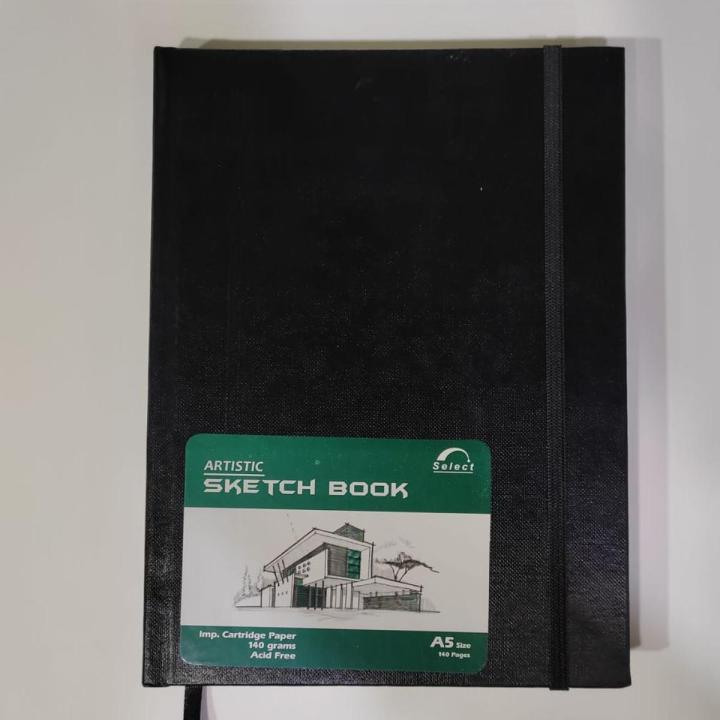 ARTISTIC
SKETCH BOOK
Select
Imp. Cartridge Paper
140 grams
Acid Free
A5 Size
140 Pages